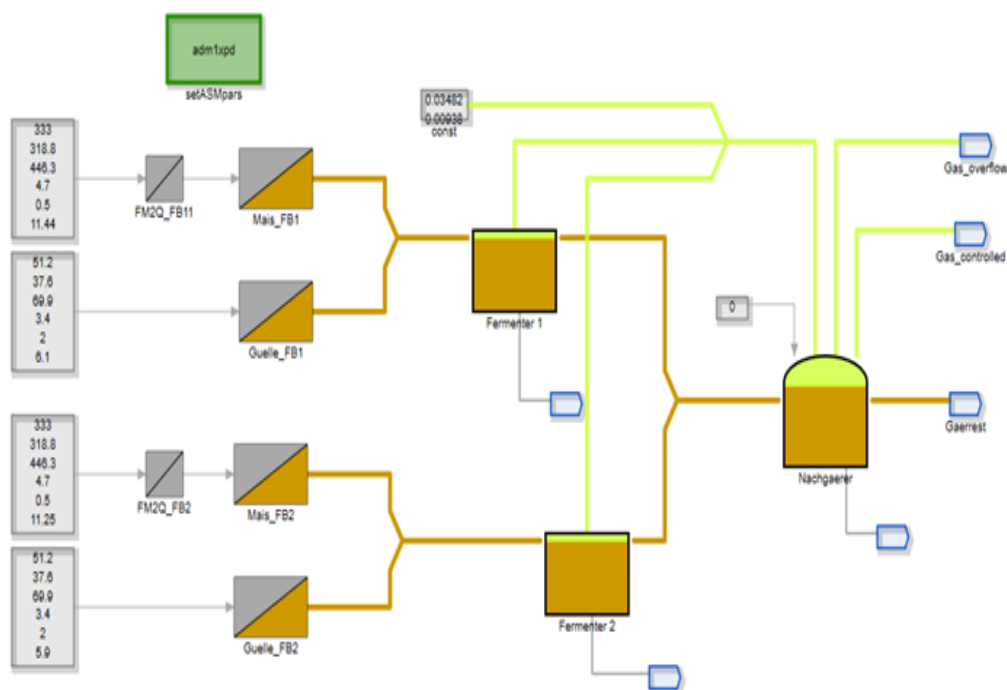 adm1xpd
setASMpars
0.03482
0.00938
const
333
318.8
446.3
4.7
0.5
11.44
FM2Q_FB11
Mais_FB1
Gas_overflow
Gas_controlled
51.2
37.6
69.9
3.4
2
6.1
Guelle_FB1
Fermenter 1
0
Gaerrest
Nachgaerer
333
318.8
446.3
4.7
0.5
11.25
FM2Q_FB2
Mais_FB2
51.2
37.6
69.9
3.4
2
5.9
Guelle_FB2
Fermenter 2